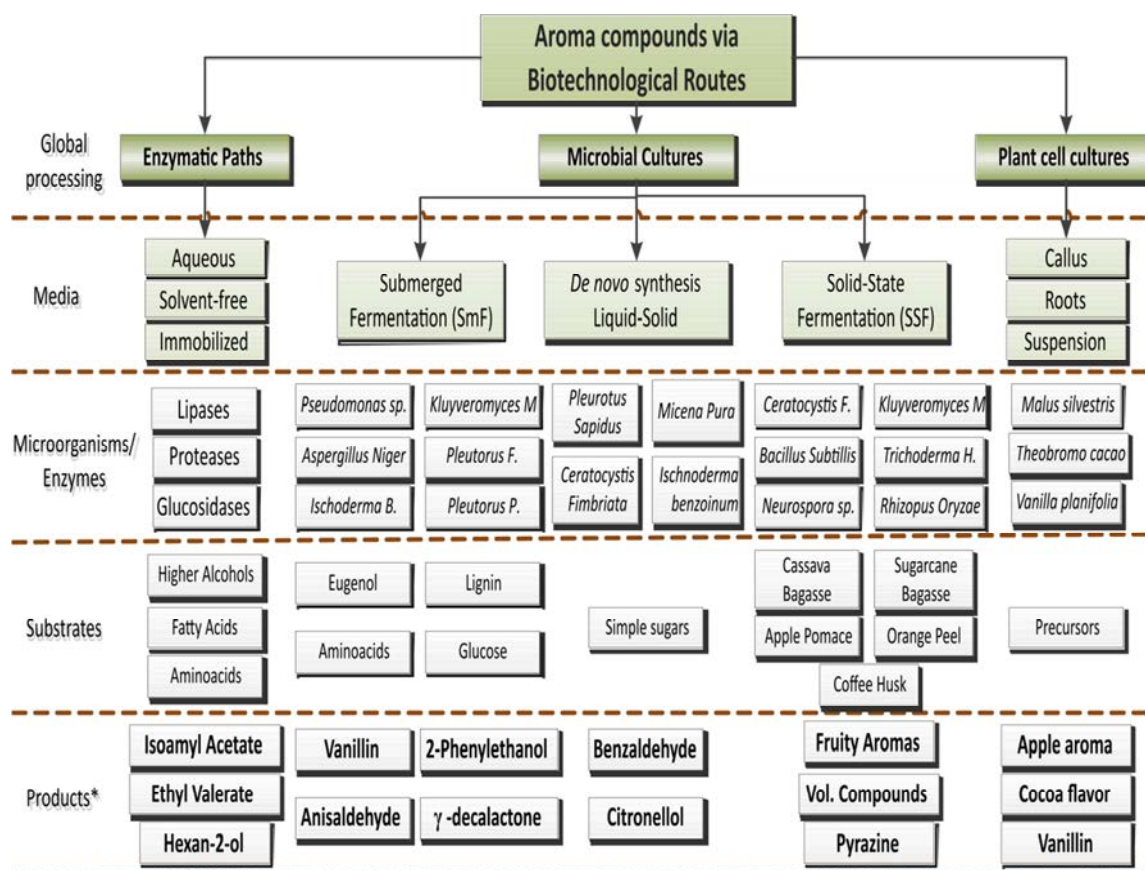 Aroma compounds via
Biotechnological Routes
Global
processing
Enzymatic Paths
Microbial Cultures
Plant cell cultures
Media
Aqueous
Solvent-free
Immobilized
Submerged
Fermentation (SmF)
De novo synthesis
Liquid-Solid
Solid-State
Fermentation (SSF)
Callus
Roots
Suspension
Microorganisms/
Enzymes
Lipases
Proteases
Glucosidases
Pseudomonas sp.
Kluyveromyces M
Aspergillus Niger
Pleutorus F.
Ischoderma B.
Pleutorus P.
Pleurotus
Sapidus
Micena Pura
Ceratocystis
Fimbriata
Ischnoderma
benzoinum
Ceratocystis F.
Kluyveromyces M
Bacillus Subtillis
Trichoderma H.
Neurospora sp.
Rhizopus Oryzae
Malus silvestris
Theobromo cacao
Vanilla planifolia
Substrates
Higher Alcohols
Fatty Acids
Aminoacids
Eugenol
Lignin
Aminoacids
Glucose
Simple sugars
Cassava
Bagasse
Sugarcane
Bagasse
Apple Pomace
Orange Peel
Coffee Husk
Precursors
Products*
Isoamyl Acetate
Ethyl Valerate
Hexan-2-ol
Vanillin
2-Phenylethanol
Anisaldehyde
γ -decalactone
Benzaldehyde
Citronellol
Fruity Aromas
Vol. Compounds
Pyrazine
Apple aroma
Cocoa flavor
Vanillin